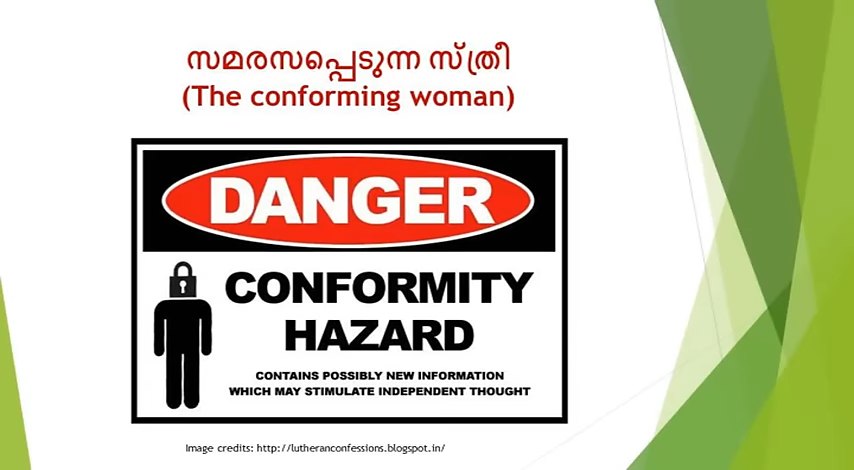 സമരസപ്പെടുന്ന സ്ത്രീ
(The conforming woman)
DANGER
CONFORMITY
HAZARD
CONTAINS POSSIBLY NEW INFORMATION
WHICH MAY STIMULATE INDEPENDENT THOUGHT
Image credits: http://lutheranconfessions.blogspot.in/